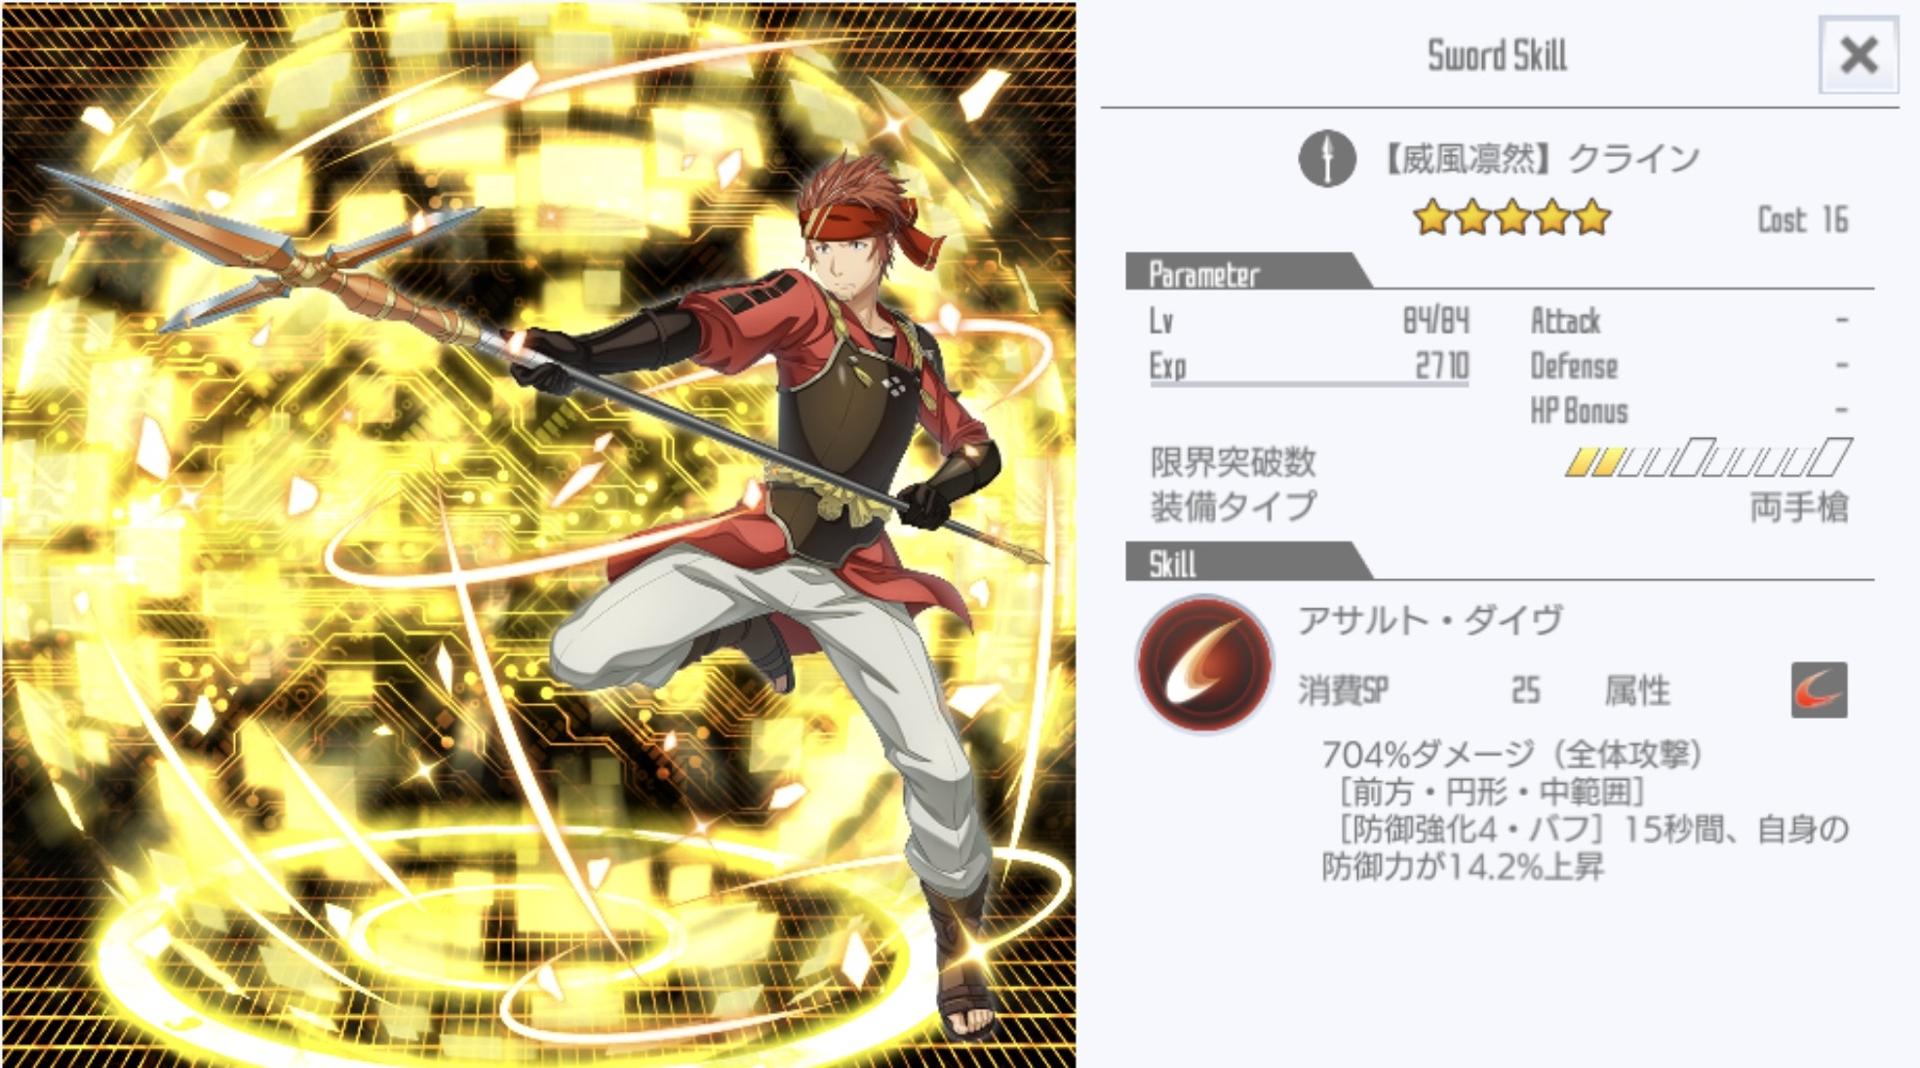 Sword Skill
【威風凛然】クライン
Cost 16
Parameter
Lv 84/84 Attack -
Exp 2710 Defense -
HP Bonus -
限界突破数
装備タイプ 両手槍
Skill
アサルト・ダイヴ
消費SP 25 属性
704%ダメージ（全体攻撃）
［前方・円形・中範囲］
［防御強化4・バフ］15秒間、自身の
防御力が14.2%上昇